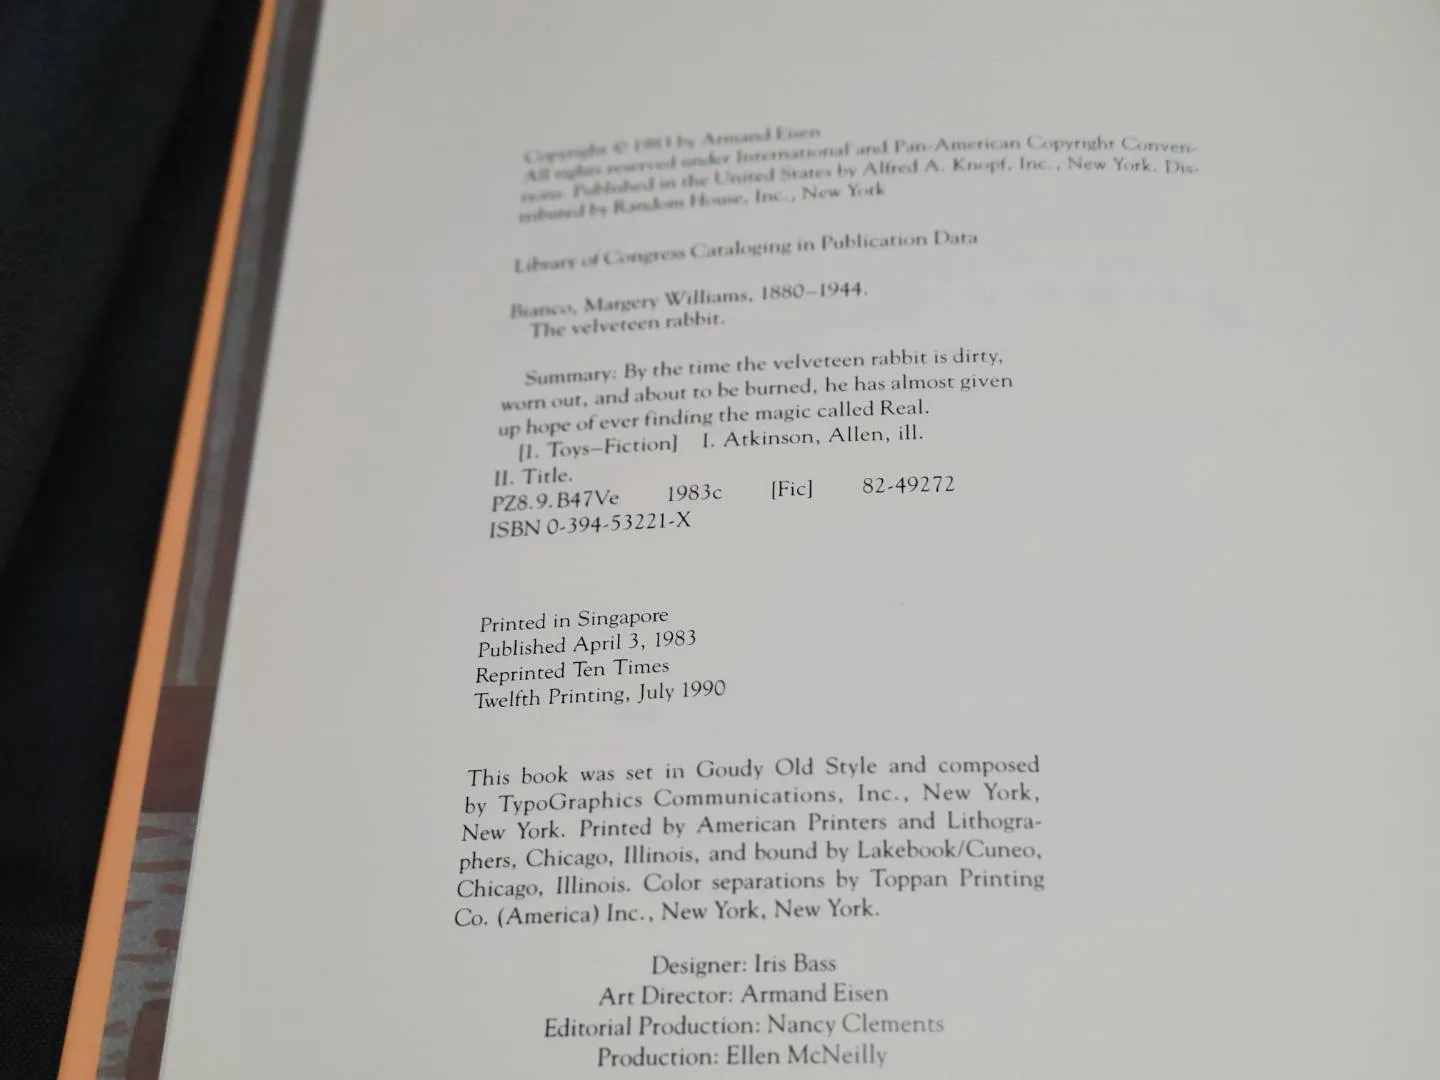 Copyright © 1983 by Armand Eisen
All rights reserved under International and Pan-American Copyright Conven-
tions. Published in the United States by Alfred A. Knopf, Inc., New York. Dis-
tributed by Random House, Inc., New York
Library of Congress Cataloging in Publication Data
Bianco, Margery Williams, 1880–1944.
The velveteen rabbit.
Summary: By the time the velveteen rabbit is dirty,
worn out, and about to be burned, he has almost given
up hope of ever finding the magic called Real.
[1. Toys—Fiction] I. Atkinson, Allen, ill.
II. Title.
PZ8.9.B47Ve 1983c [Fic] 82-49272
ISBN 0-394-53221-X
Printed in Singapore
Published April 3, 1983
Reprinted Ten Times
Twelfth Printing, July 1990
This book was set in Goudy Old Style and composed
by TypoGraphics Communications, Inc., New York,
New York. Printed by American Printers and Lithogra-
phers, Chicago, Illinois, and bound by Lakebook/Cuneo,
Chicago, Illinois. Color separations by Toppan Printing
Co. (America) Inc., New York, New York.
Designer: Iris Bass
Art Director: Armand Eisen
Editorial Production: Nancy Clements
Production: Ellen McNeilly